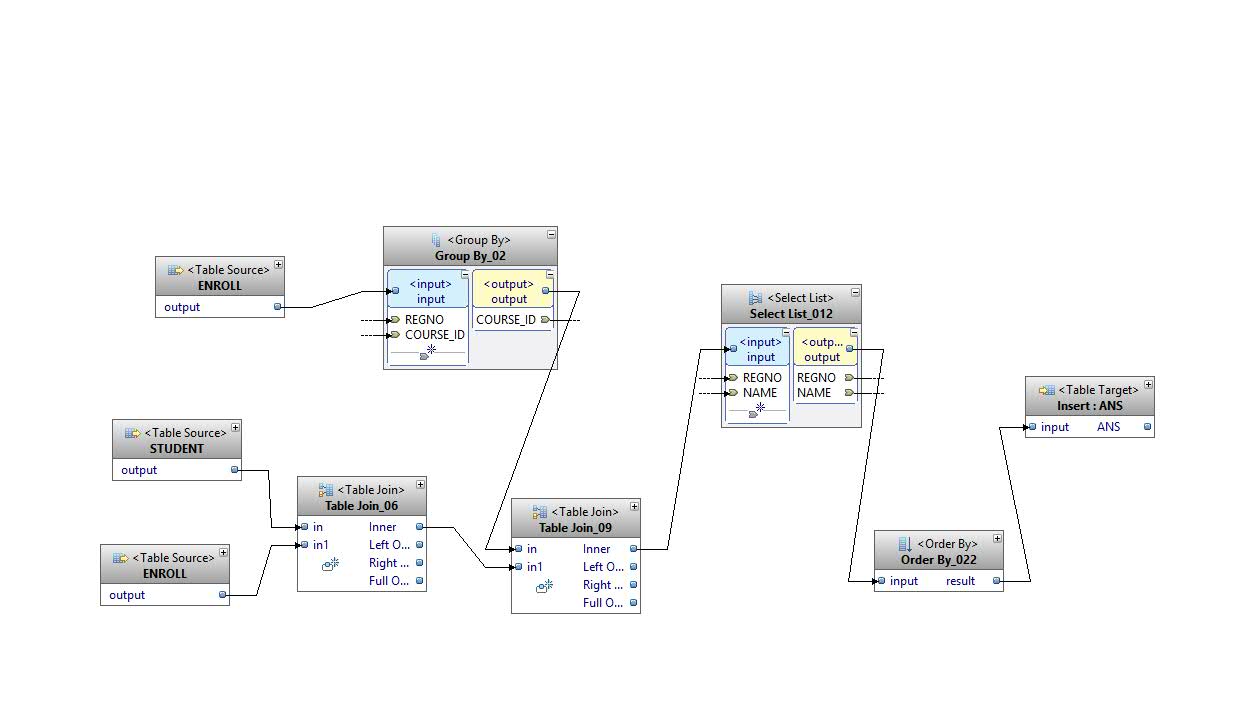 <Group By>
Group By_02
<input>
input
<output>
output
REGNO
COURSE_ID
COURSE_ID
<Table Source>
ENROLL
output
<Select List>
Select List_012
<input>
input
<outp...
output
REGNO
NAME
REGNO
NAME
<Table Target>
Insert : ANS
input ANS
<Table Source>
STUDENT
output
<Table Join>
Table Join_06
in Inner
in1 Left O...
Right ...
Full O...
<Table Join>
Table Join_09
in Inner
in1 Left O...
Right ...
Full O...
<Order By>
Order By_022
input result
<Table Source>
ENROLL
output